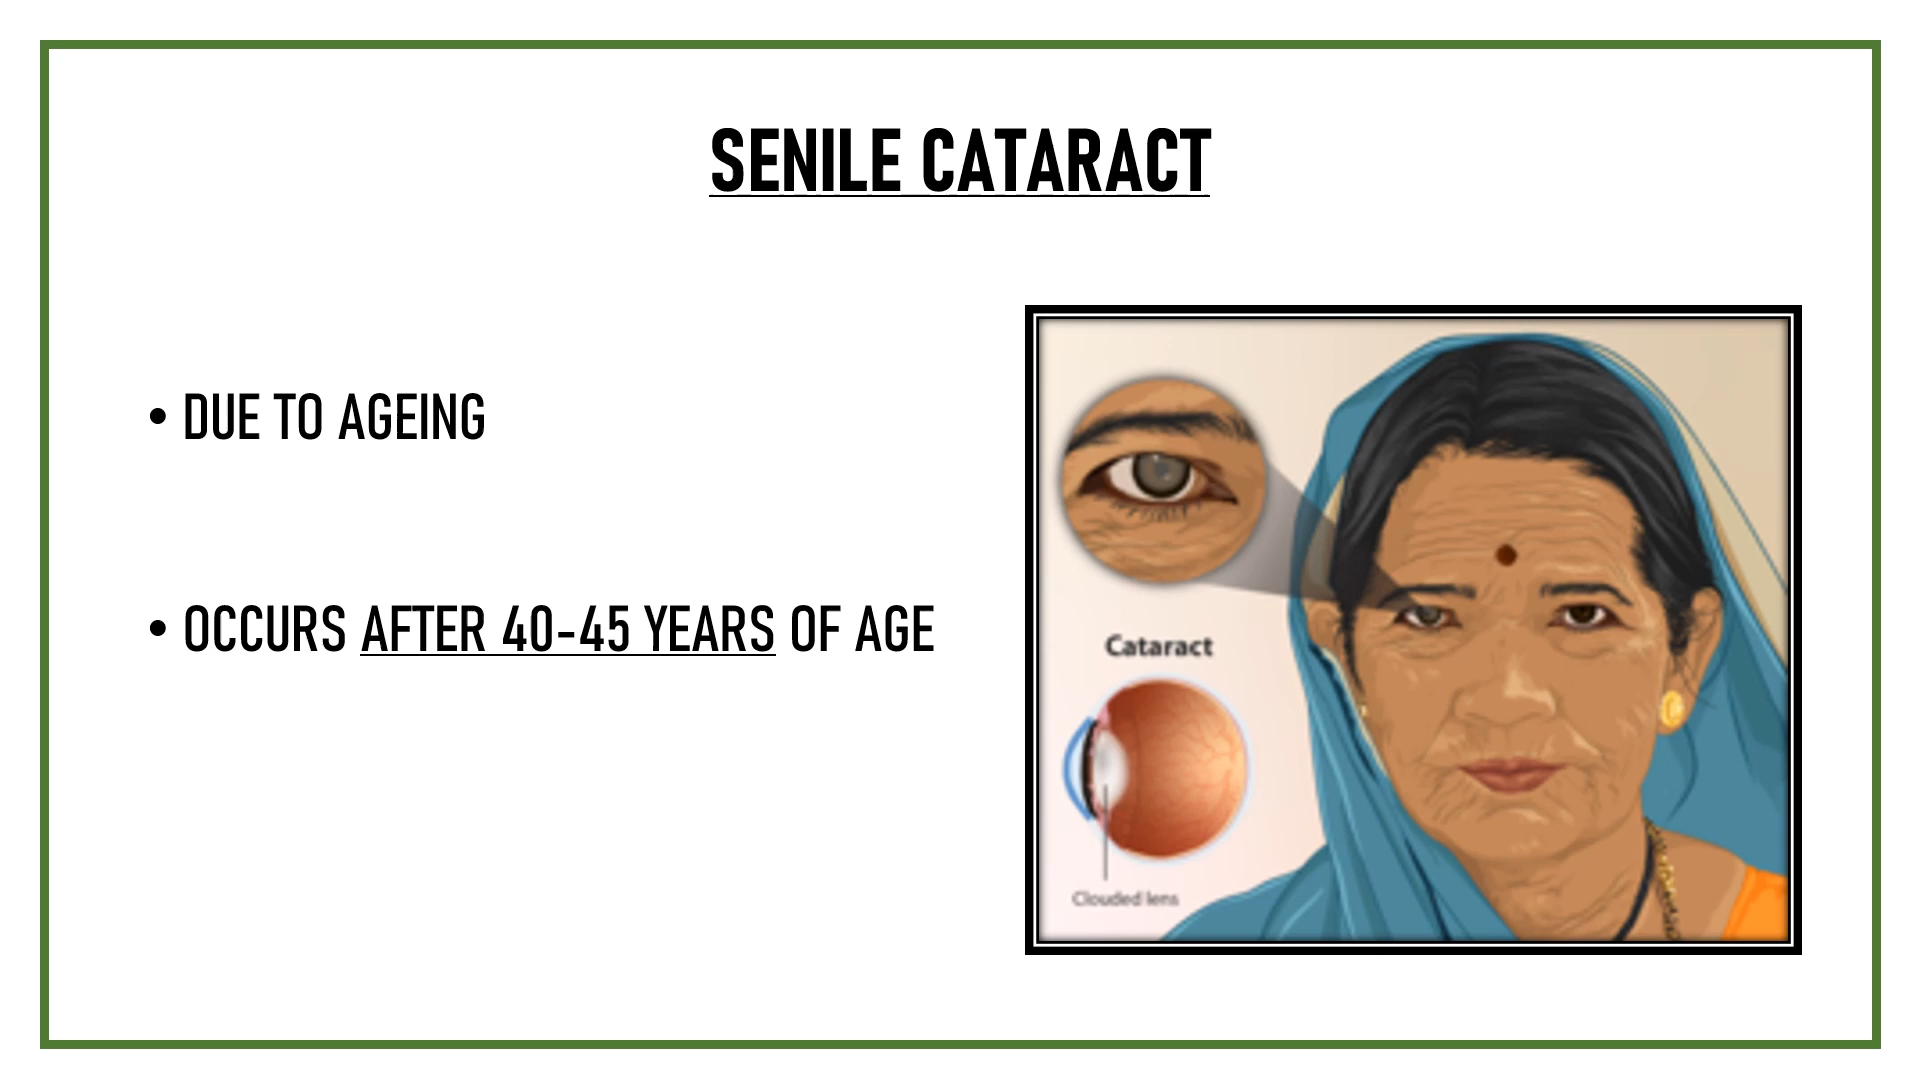 SENILE CATARACT
• DUE TO AGEING
• OCCURS AFTER 40-45 YEARS OF AGE
Cataract
Clouded lens